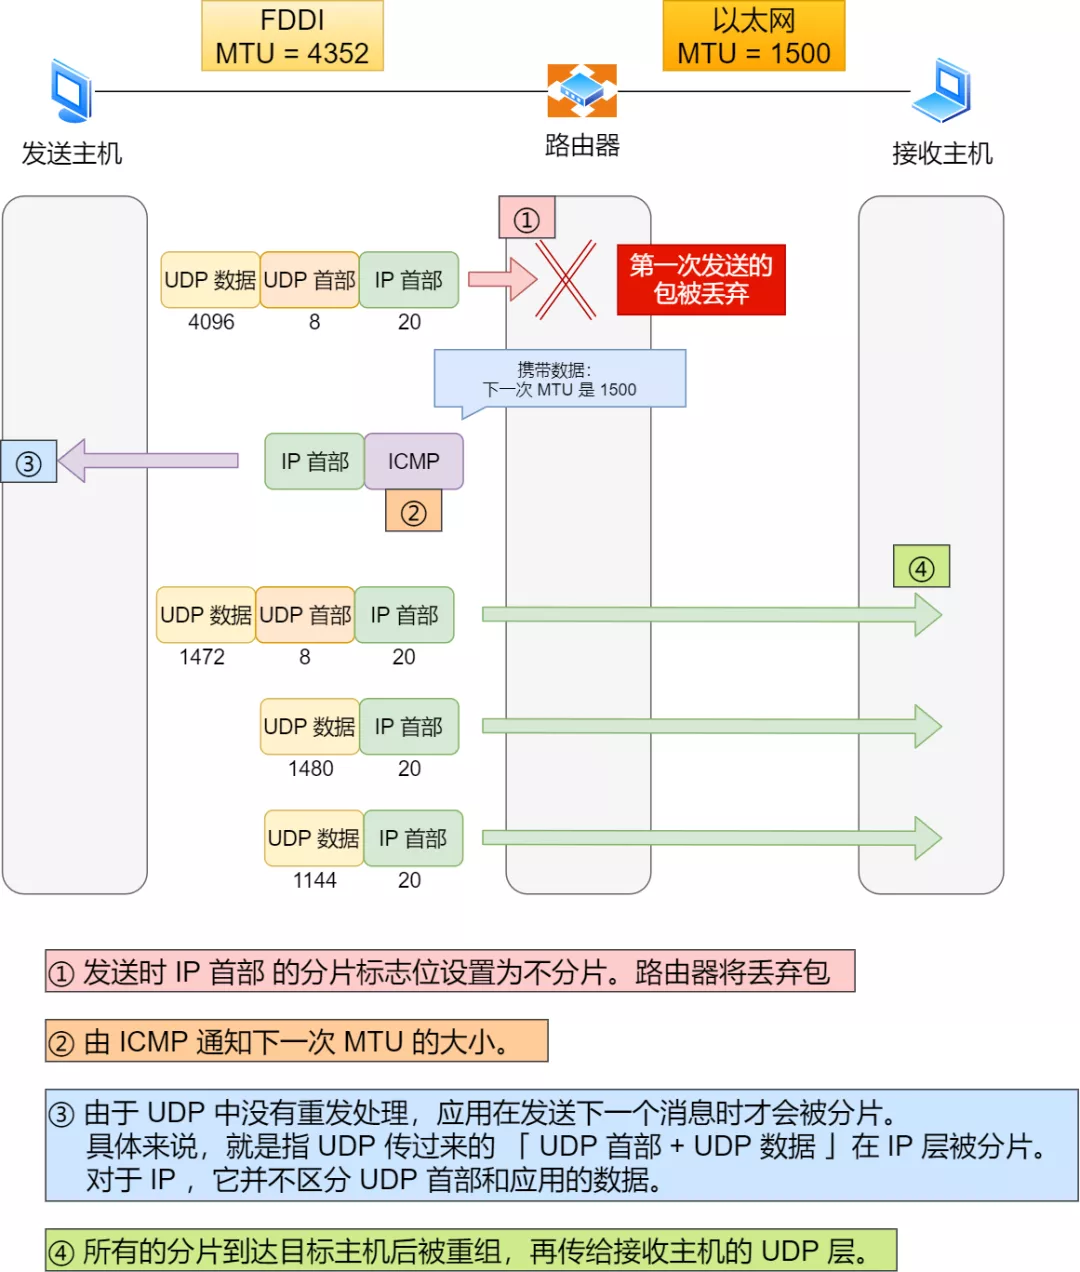 FDDI
MTU = 4352
以太网
MTU = 1500
发送主机
路由器
接收主机
①
UDP 数据 UDP 首部 IP 首部
4096 8 20
第一次发送的
包被丢弃
携带数据：
下一次 MTU 是 1500
③
IP 首部 ICMP
②
④
UDP 数据 UDP 首部 IP 首部
1472 8 20
UDP 数据 IP 首部
1480 20
UDP 数据 IP 首部
1144 20
① 发送时 IP 首部 的分片标志位设置为不分片。路由器将丢弃包
② 由 ICMP 通知下一次 MTU 的大小。
③ 由于 UDP 中没有重发处理，应用在发送下一个消息时才会被分片。
具体来说，就是指 UDP 传过来的 「 UDP 首部 + UDP 数据 」在 IP 层被分片。
对于 IP ，它并不区分 UDP 首部和应用的数据。
④ 所有的分片到达目标主机后被重组，再传给接收主机的 UDP 层。